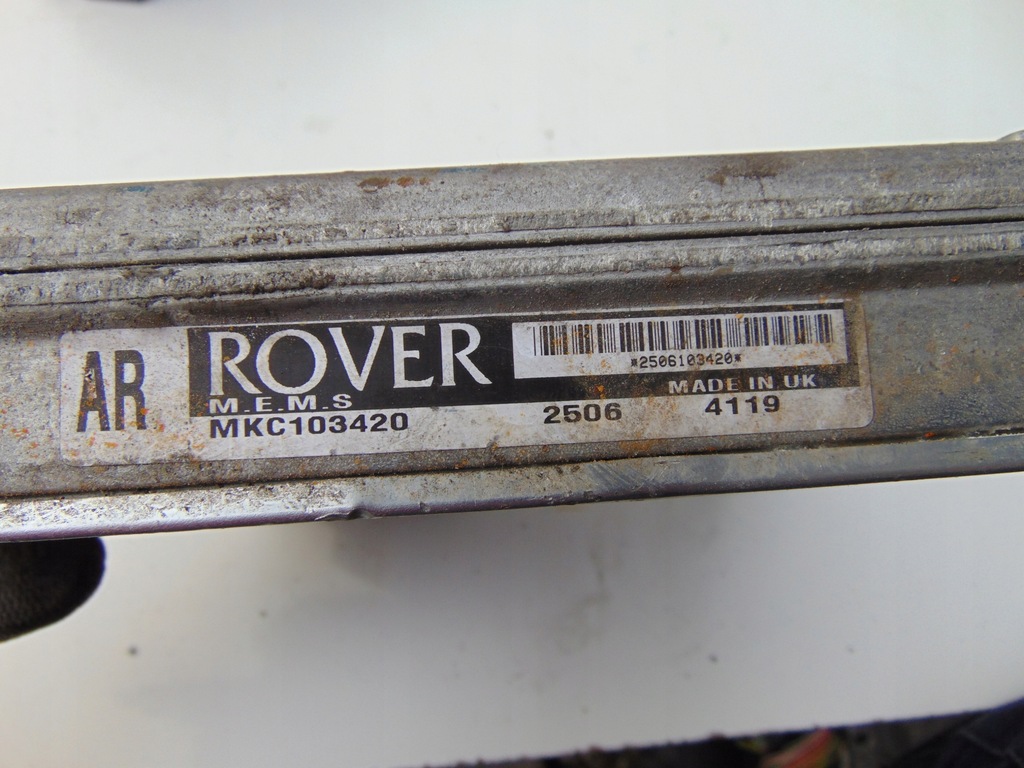 AR
ROVER
M.E.M.S
*2506103420*
MADE IN UK
MKC103420 2506 4119